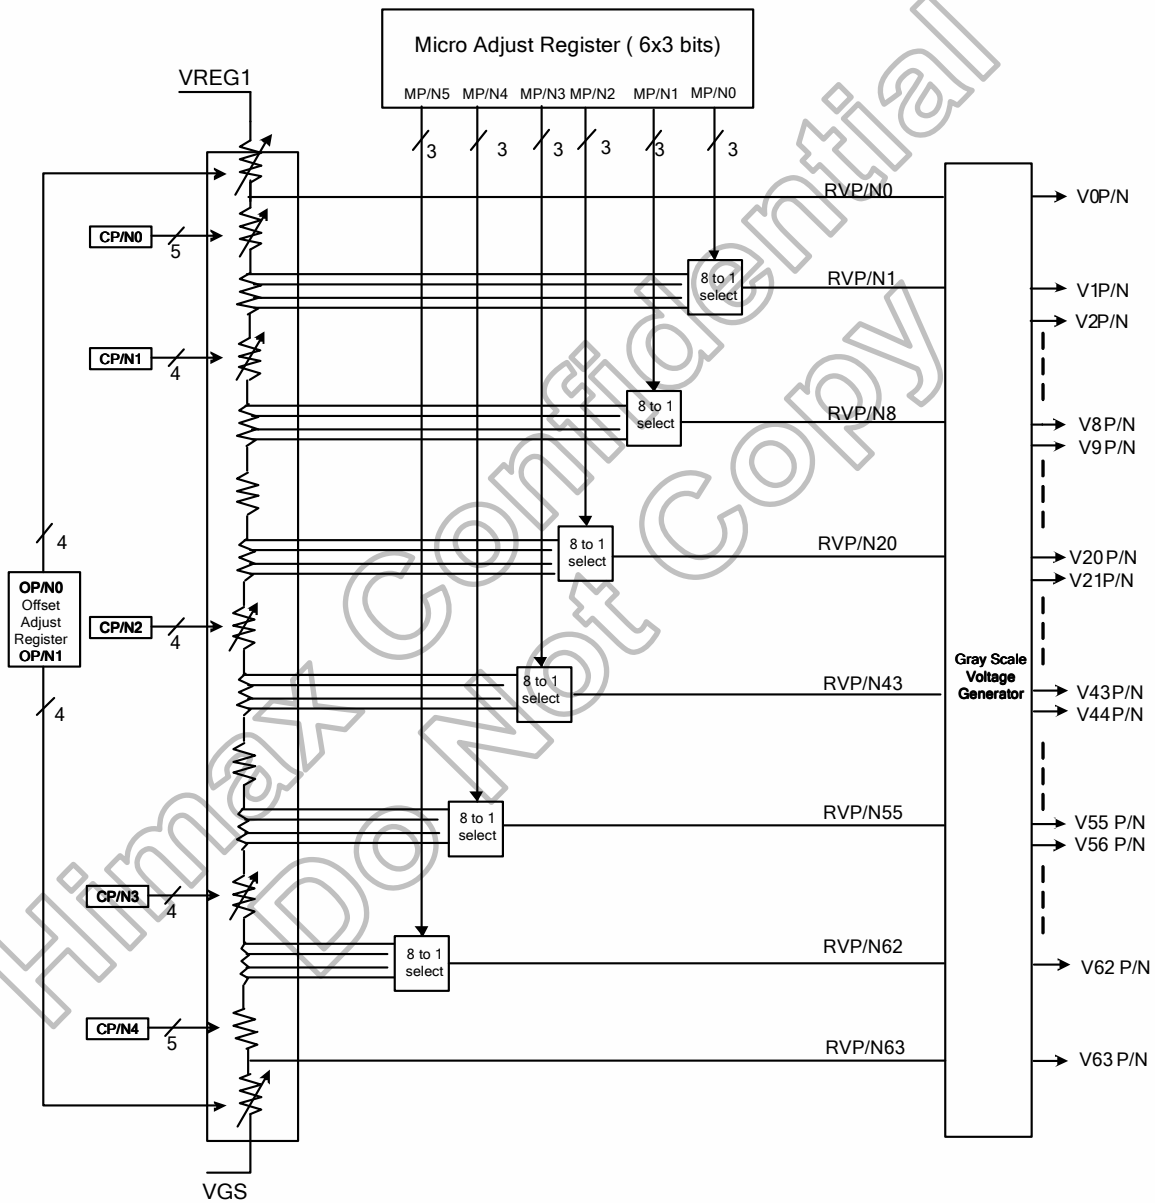 Micro Adjust Register ( 6x3 bits)
MP/N5 MP/N4 MP/N3 MP/N2 MP/N1 MP/N0
VREG1
3 3 3 3 3 3
RVP/N0
V0P/N
CP/N0
5
8 to 1
select
RVP/N1
V1P/N
V2P/N
CP/N1
4
8 to 1
select
RVP/N8
V8P/N
V9P/N
4
8 to 1
select
RVP/N20
V20P/N
V21P/N
OP/N0
Offset
Adjust
Register
OP/N1
CP/N2
4
Gray Scale
Voltage
Generator
8 to 1
select
RVP/N43
V43P/N
V44P/N
4
8 to 1
select
RVP/N55
V55 P/N
V56 P/N
CP/N3
4
8 to 1
select
RVP/N62
V62 P/N
CP/N4
5
RVP/N63
V63 P/N
VGS
Himax Confidential
Do Not Copy